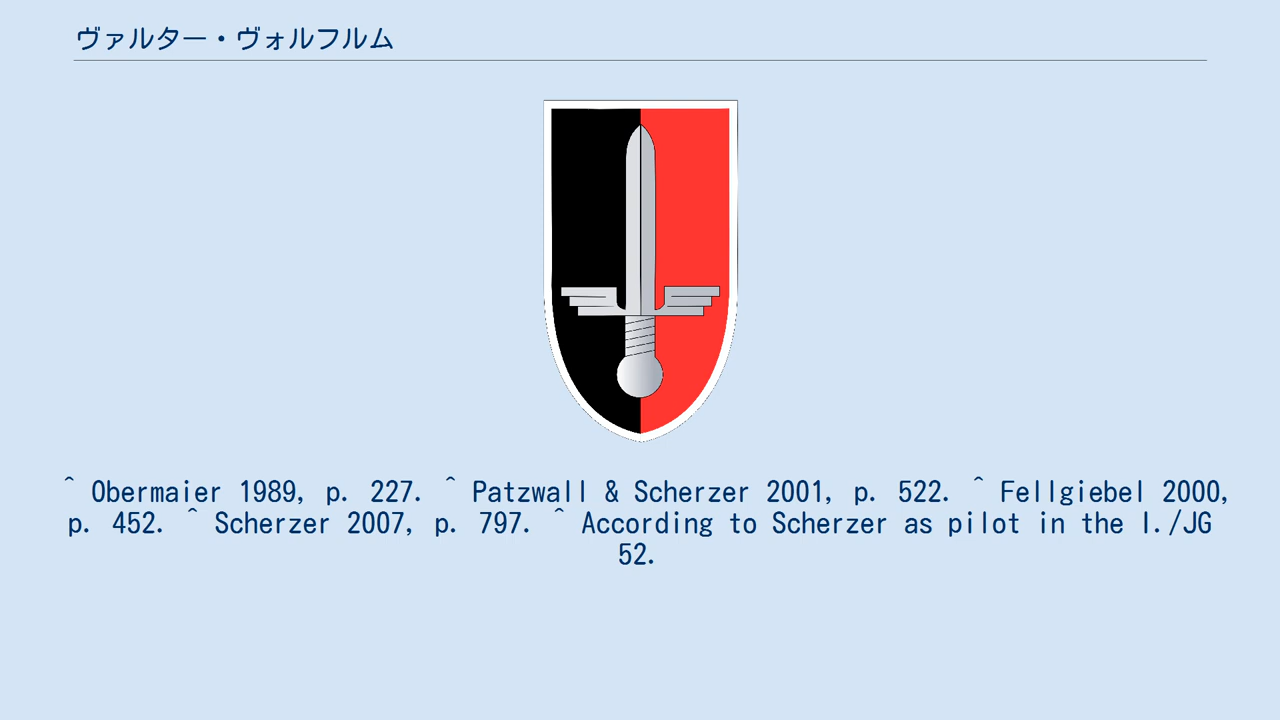 ヴァルター・ヴォルフルム
^ Obermaier 1989, p. 227. ^ Patzwall & Scherzer 2001, p. 522. ^ Fellgiebel 2000,
p. 452. ^ Scherzer 2007, p. 797. ^ According to Scherzer as pilot in the I./JG
52.